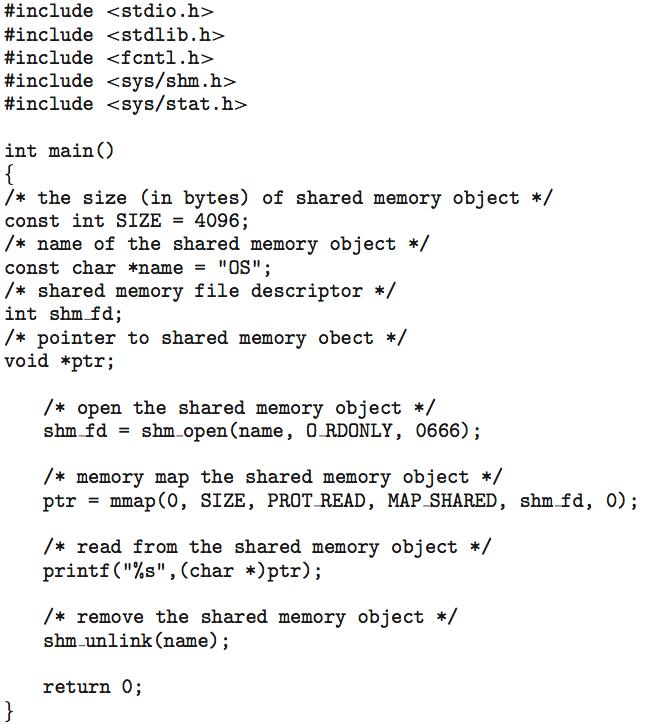 #include <stdio.h>
#include <stdlib.h>
#include <fcntl.h>
#include <sys/shm.h>
#include <sys/stat.h>

int main()
{
/* the size (in bytes) of shared memory object */
const int SIZE = 4096;
/* name of the shared memory object */
const char *name = "OS";
/* shared memory file descriptor */
int shm_fd;
/* pointer to shared memory obect */
void *ptr;

    /* open the shared memory object */
    shm_fd = shm_open(name, O_RDONLY, 0666);

    /* memory map the shared memory object */
    ptr = mmap(0, SIZE, PROT_READ, MAP_SHARED, shm_fd, 0);

    /* read from the shared memory object */
    printf("%s",(char *)ptr);

    /* remove the shared memory object */
    shm_unlink(name);

    return 0;
}